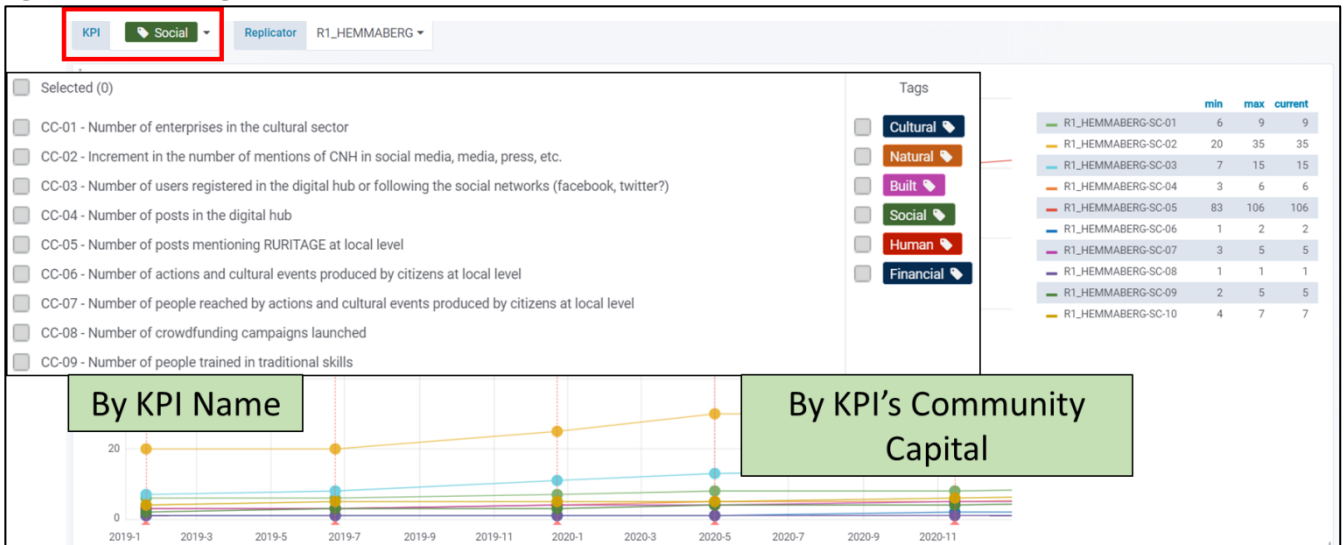 KPI Social Replicator R1_HEMMABERG
Selected (0) Tags
CC-01 - Number of enterprises in the cultural sector Cultural
CC-02 - Increment in the number of mentions of CNH in social media, media, press, etc. Natural
CC-03 - Number of users registered in the digital hub or following the social networks (facebook, twitter?) Built
CC-04 - Number of posts in the digital hub Social
CC-05 - Number of posts mentioning RURITAGE at local level Human
CC-06 - Number of actions and cultural events produced by citizens at local level Financial
CC-07 - Number of people reached by actions and cultural events produced by citizens at local level
CC-08 - Number of crowdfunding campaigns launched
CC-09 - Number of people trained in traditional skills
min max current
R1_HEMMABERG-SC-01 6 9 9
R1_HEMMABERG-SC-02 20 35 35
R1_HEMMABERG-SC-03 7 15 15
R1_HEMMABERG-SC-04 3 6 6
R1_HEMMABERG-SC-05 83 106 106
R1_HEMMABERG-SC-06 1 2 2
R1_HEMMABERG-SC-07 3 5 5
R1_HEMMABERG-SC-08 1 1 1
R1_HEMMABERG-SC-09 2 5 5
R1_HEMMABERG-SC-10 4 7 7
By KPI Name
By KPI's Community
Capital
20
0
2019-1 2019-3 2019-5 2019-7 2019-9 2019-11 2020-1 2020-3 2020-5 2020-7 2020-9 2020-11